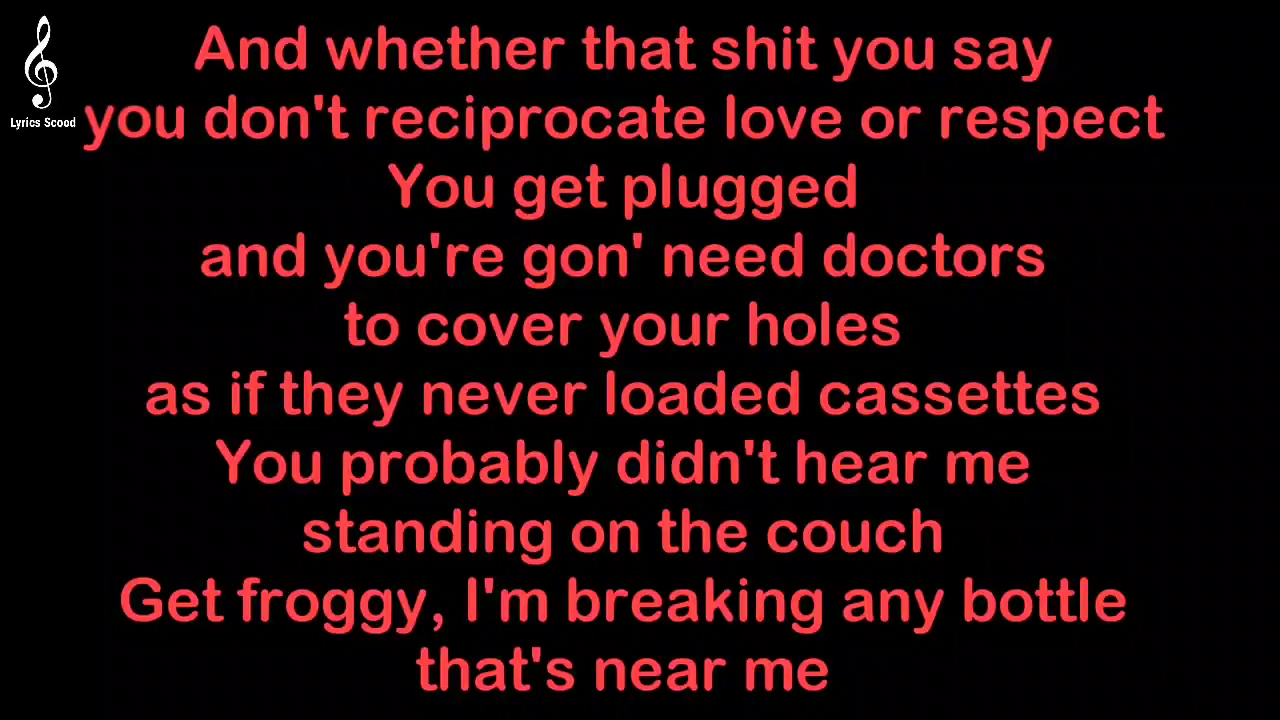 And whether that shit you say
Lyrics Scood
you don't reciprocate love or respect
You get plugged
and you're gon' need doctors
to cover your holes
as if they never loaded cassettes
You probably didn't hear me
standing on the couch
Get froggy, I'm breaking any bottle
that's near me